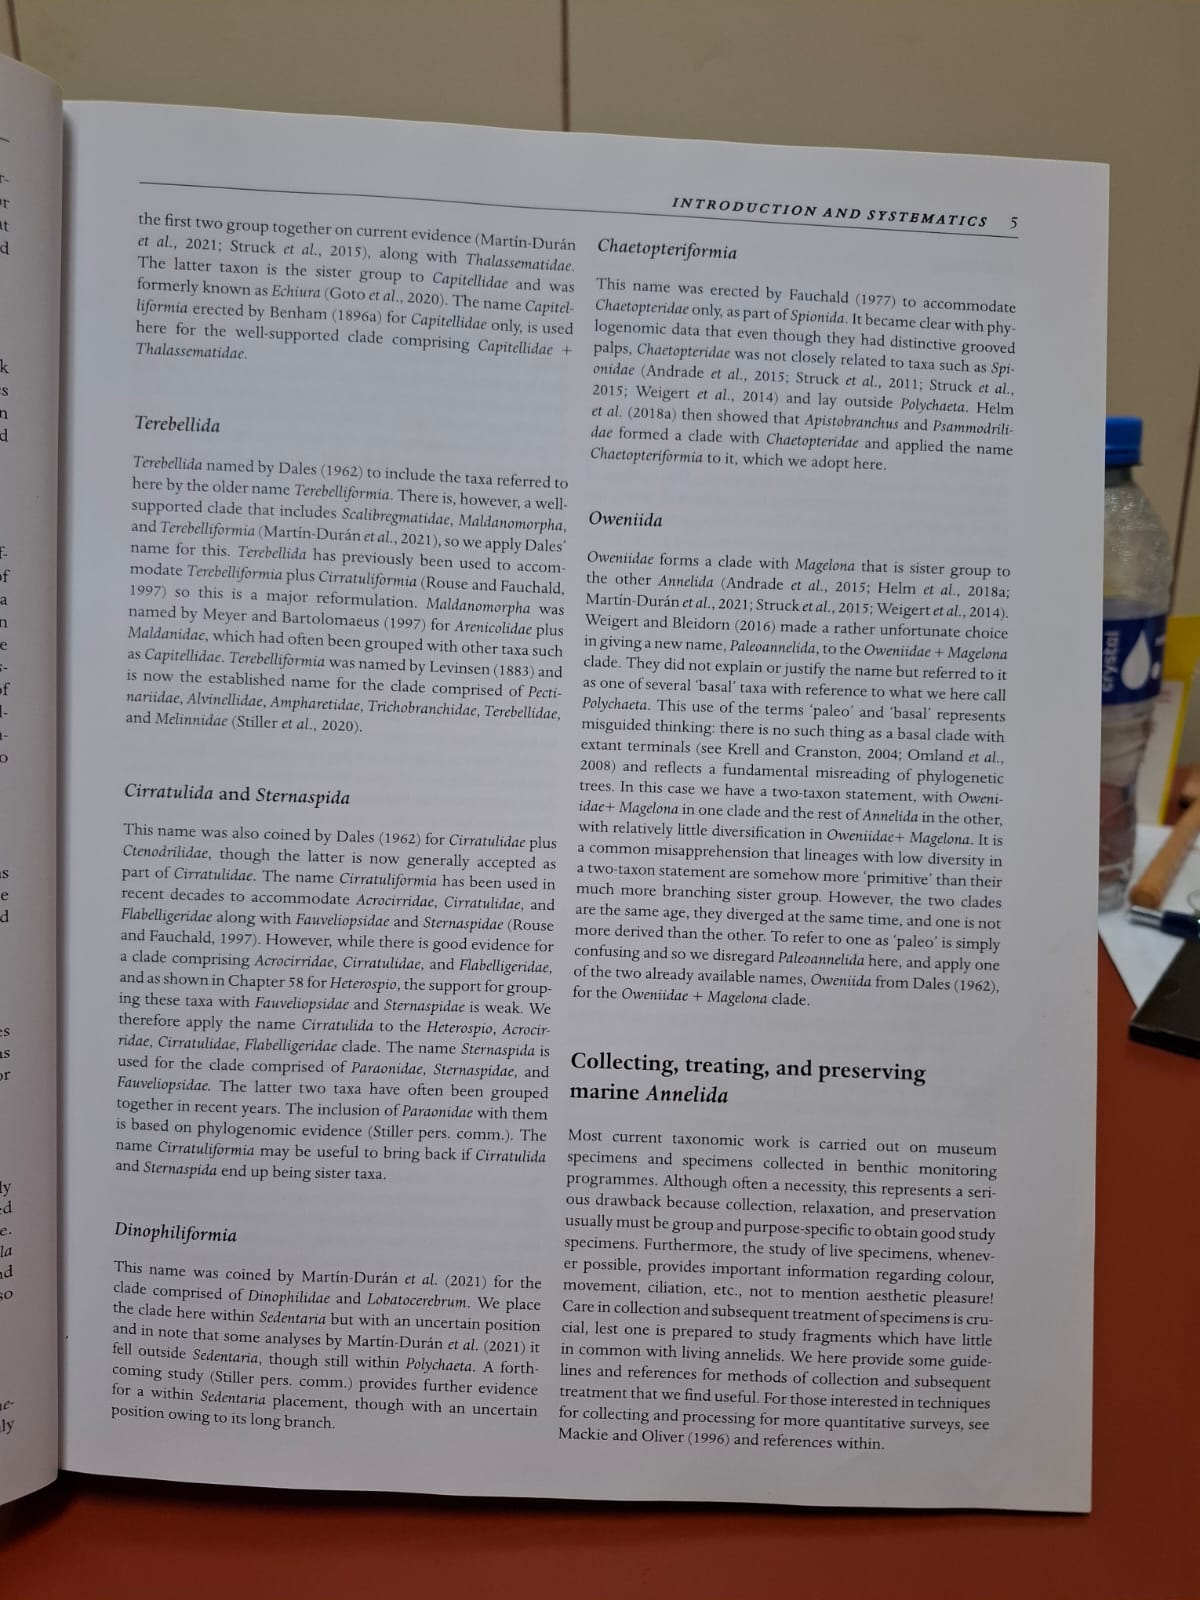 INTRODUCTION AND SYSTEMATICS 5
the first two group together on current evidence (Martín-Durán
et al., 2021; Struck et al., 2015), along with Thalassematidae.
The latter taxon is the sister group to Capitellidae and was
formerly known as Echiura (Goto et al., 2020). The name Capitel-
liformia erected by Benham (1896a) for Capitellidae only, is used
here for the well-supported clade comprising Capitellidae +
Thalassematidae.
Terebellida
Terebellida named by Dales (1962) to include the taxa referred to
here by the older name Terebelliformia. There is, however, a well-
supported clade that includes Scalibregmatidae, Maldanomorpha,
and Terebelliformia (Martín-Durán et al., 2021), so we apply Dales'
name for this. Terebellida has previously been used to accom-
modate Terebelliformia plus Cirratuliformia (Rouse and Fauchald,
1997) so this is a major reformulation. Maldanomorpha was
named by Meyer and Bartolomaeus (1997) for Arenicolidae plus
Maldanidae, which had often been grouped with other taxa such
as Capitellidae. Terebelliformia was named by Levinsen (1883) and
is now the established name for the clade comprised of Pecti-
nariidae, Alvinellidae, Ampharetidae, Trichobranchidae, Terebellidae,
and Melinnidae (Stiller et al., 2020).
Cirratulida and Sternaspida
This name was also coined by Dales (1962) for Cirratulidae plus
Ctenodrilidae, though the latter is now generally accepted as
part of Cirratulidae. The name Cirratuliformia has been used in
recent decades to accommodate Acrocirridae, Cirratulidae, and
Flabelligeridae along with Fauveliopsidae and Sternaspidae (Rouse
and Fauchald, 1997). However, while there is good evidence for
a clade comprising Acrocirridae, Cirratulidae, and Flabelligeridae,
and as shown in Chapter 58 for Heterospio, the support for group-
ing these taxa with Fauveliopsidae and Sternaspidae is weak. We
therefore apply the name Cirratulida to the Heterospio, Acrocir-
ridae, Cirratulidae, Flabelligeridae clade. The name Sternaspida is
used for the clade comprised of Paraonidae, Sternaspidae, and
Fauveliopsidae. The latter two taxa have often been grouped
together in recent years. The inclusion of Paraonidae with them
is based on phylogenomic evidence (Stiller pers. comm.). The
name Cirratuliformia may be useful to bring back if Cirratulida
and Sternaspida end up being sister taxa.
Dinophiliformia
This name was coined by Martín-Durán et al. (2021) for the
clade comprised of Dinophilidae and Lobatocerebrum. We place
the clade here within Sedentaria but with an uncertain position
and in note that some analyses by Martín-Durán et al. (2021) it
fell outside Sedentaria, though still within Polychaeta. A forth-
coming study (Stiller pers. comm.) provides further evidence
for a within Sedentaria placement, though with an uncertain
position owing to its long branch.
Chaetopteriformia
This name was erected by Fauchald (1977) to accommodate
Chaetopteridae only, as part of Spionida. It became clear with phy-
logenomic data that even though they had distinctive grooved
palps, Chaetopteridae was not closely related to taxa such as Spi-
onidae (Andrade et al., 2015; Struck et al., 2011; Struck et al.,
2015; Weigert et al., 2014) and lay outside Polychaeta. Helm
et al. (2018a) then showed that Apistobranchus and Psammodrili-
dae formed a clade with Chaetopteridae and applied the name
Chaetopteriformia to it, which we adopt here.
Oweniida
Oweniidae forms a clade with Magelona that is sister group to
the other Annelida (Andrade et al., 2015; Helm et al., 2018a;
Martín-Durán et al., 2021; Struck et al., 2015; Weigert et al., 2014).
Weigert and Bleidorn (2016) made a rather unfortunate choice
in giving a new name, Paleoannelida, to the Oweniidae + Magelona
clade. They did not explain or justify the name but referred to it
as one of several 'basal' taxa with reference to what we here call
Polychaeta. This use of the terms 'paleo' and 'basal' represents
misguided thinking: there is no such thing as a basal clade with
extant terminals (see Krell and Cranston, 2004; Omland et al.,
2008) and reflects a fundamental misreading of phylogenetic
trees. In this case we have a two-taxon statement, with Oweni-
idae+ Magelona in one clade and the rest of Annelida in the other,
with relatively little diversification in Oweniidae+ Magelona. It is
a common misapprehension that lineages with low diversity in
a two-taxon statement are somehow more 'primitive' than their
much more branching sister group. However, the two clades
are the same age, they diverged at the same time, and one is not
more derived than the other. To refer to one as 'paleo' is simply
confusing and so we disregard Paleoannelida here, and apply one
of the two already available names, Oweniida from Dales (1962),
for the Oweniidae + Magelona clade.
Collecting, treating, and preserving
marine Annelida
Most current taxonomic work is carried out on museum
specimens and specimens collected in benthic monitoring
programmes. Although often a necessity, this represents a seri-
ous drawback because collection, relaxation, and preservation
usually must be group and purpose-specific to obtain good study
specimens. Furthermore, the study of live specimens, whenev-
er possible, provides important information regarding colour,
movement, ciliation, etc., not to mention aesthetic pleasure!
Care in collection and subsequent treatment of specimens is cru-
cial, lest one is prepared to study fragments which have little
in common with living annelids. We here provide some guide-
lines and references for methods of collection and subsequent
treatment that we find useful. For those interested in techniques
for collecting and processing for more quantitative surveys, see
Mackie and Oliver (1996) and references within.
crystal